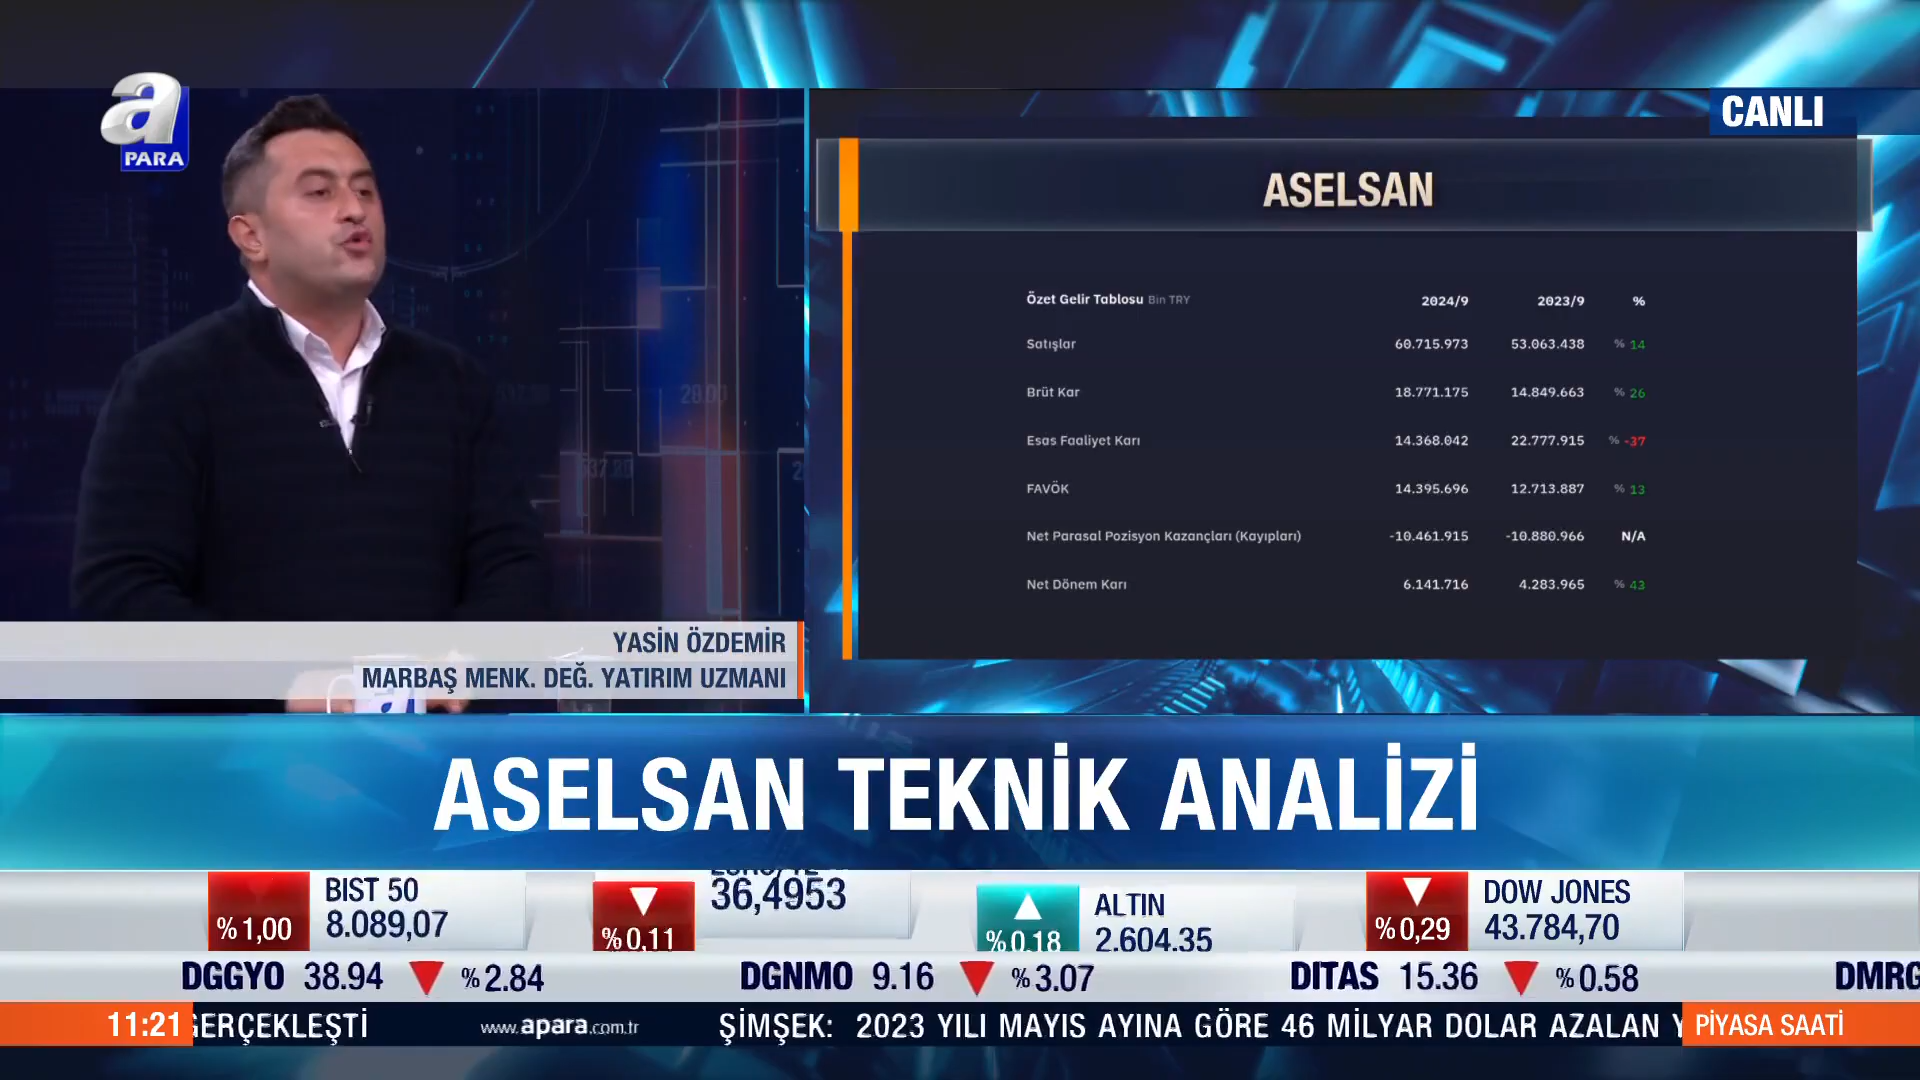 a
PARA
CANLI
ASELSAN
Özet Gelir Tablosu Bin TRY 2024/9 2023/9 %
Satışlar 60.715.973 53.063.438 % 14
Brüt Kar 18.771.175 14.849.663 % 26
Esas Faaliyet Karı 14.368.042 22.777.915 % -37
FAVÖK 14.395.696 12.713.887 % 13
Net Parasal Pozisyon Kazançları (Kayıpları) -10.461.915 -10.880.966 N/A
Net Dönem Karı 6.141.716 4.283.965 % 43
YASİN ÖZDEMİR
MARBAŞ MENK. DEĞ. YATIRIM UZMANI
ASELSAN TEKNİK ANALİZİ
%1,00 BIST 50 8.089,07
%0,11 36,4953
%0,18 ALTIN 2.604,35
%0,29 DOW JONES 43.784,70
DGGYO 38.94 %2.84 DGNMO 9.16 %3.07 DITAS 15.36 %0.58 DMRG
11:21 GERÇEKLEŞTİ www.apara.com.tr ŞİMŞEK: 2023 YILI MAYIS AYINA GÖRE 46 MİLYAR DOLAR AZALAN PİYASA SAATİ